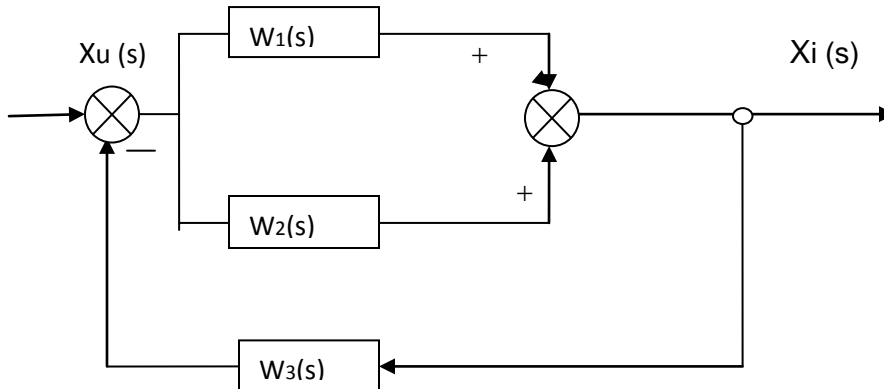 Xu (s)
W1(s)
+
Xi (s)
—
+
W2(s)
W3(s)